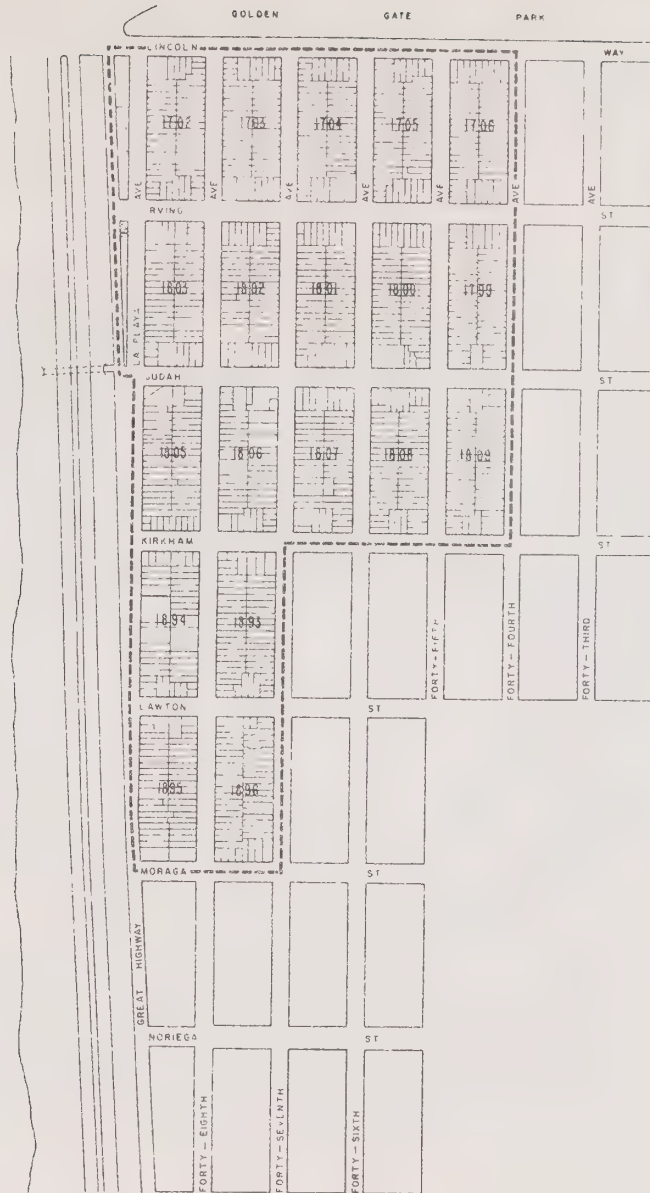 GOLDEN GATE PARK
LINCOLN WAY
1702 1703 1704 1705 1706
AVE AVE AVE AVE AVE AVE AVE
IRVING ST
1803 1802 1801 1800 1799
LA PLAYA
JUDAH ST
1805 1806 1807 1808 1809
KIRKHAM ST
1894 1893
FORTY-FIFTH
FORTY-FOURTH
FORTY-THIRD
LAWTON ST
1895 1896
MORAGA ST
GREAT HIGHWAY
NORIEGA ST
FORTY-EIGHTH
FORTY-SEVENTH
FORTY-SIXTH